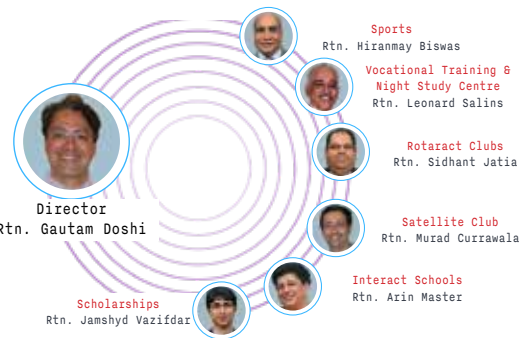 Sports
Rtn. Hiranmay Biswas
Vocational Training &
Night Study Centre
Rtn. Leonard Salins
Rotaract Clubs
Rtn. Sidhant Jatia
Director
Rtn. Gautam Doshi
Satellite Club
Rtn. Murad Currawala
Interact Schools
Rtn. Arin Master
Scholarships
Rtn. Jamshyd Vazifdar